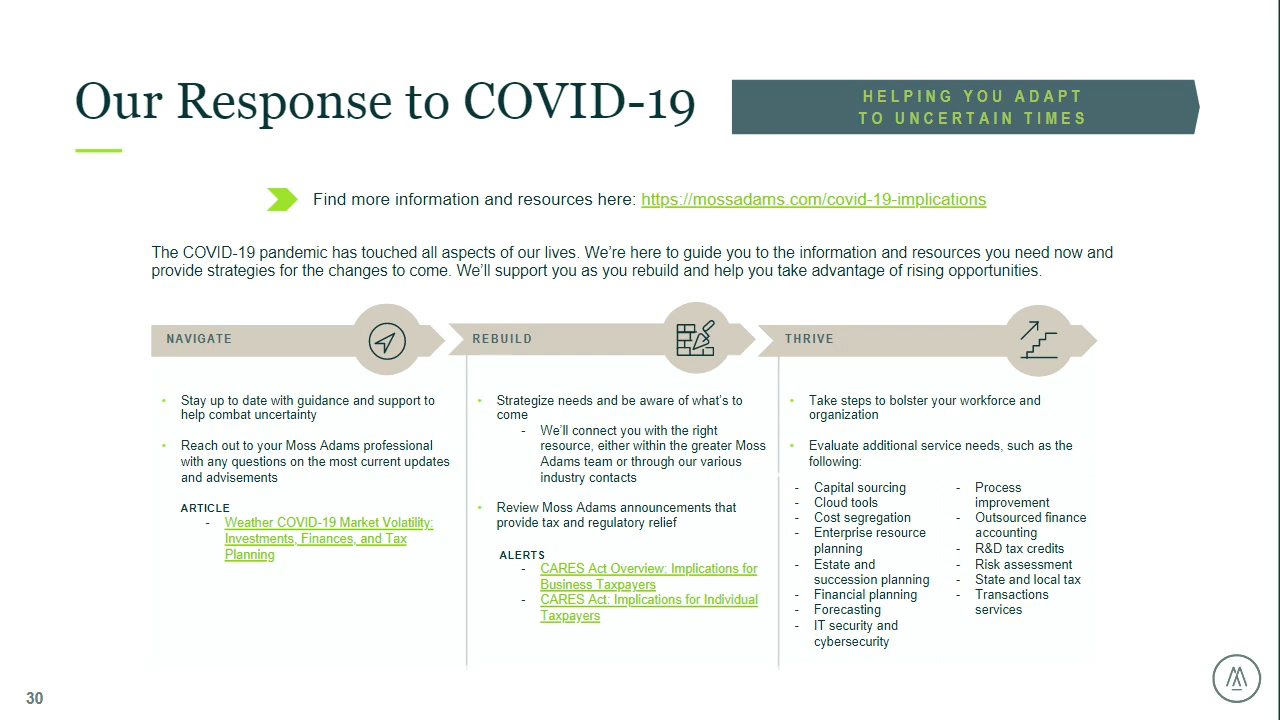 Our Response to COVID-19
HELPING YOU ADAPT
TO UNCERTAIN TIMES
Find more information and resources here: https://mossadams.com/covid-19-implications
The COVID-19 pandemic has touched all aspects of our lives. We’re here to guide you to the information and resources you need now and
provide strategies for the changes to come. We’ll support you as you rebuild and help you take advantage of rising opportunities.
NAVIGATE
• Stay up to date with guidance and support to
help combat uncertainty
• Reach out to your Moss Adams professional
with any questions on the most current updates
and advisements
ARTICLE
- Weather COVID-19 Market Volatility:
Investments, Finances, and Tax
Planning
REBUILD
• Strategize needs and be aware of what’s to
come
- We’ll connect you with the right
resource, either within the greater Moss
Adams team or through our various
industry contacts
• Review Moss Adams announcements that
provide tax and regulatory relief
ALERTS
- CARES Act Overview: Implications for
Business Taxpayers
- CARES Act: Implications for Individual
Taxpayers
THRIVE
• Take steps to bolster your workforce and
organization
• Evaluate additional service needs, such as the
following:
- Capital sourcing
- Cloud tools
- Cost segregation
- Enterprise resource
planning
- Estate and
succession planning
- Financial planning
- Forecasting
- IT security and
cybersecurity
- Process
improvement
- Outsourced finance
accounting
- R&D tax credits
- Risk assessment
- State and local tax
- Transactions
services
30